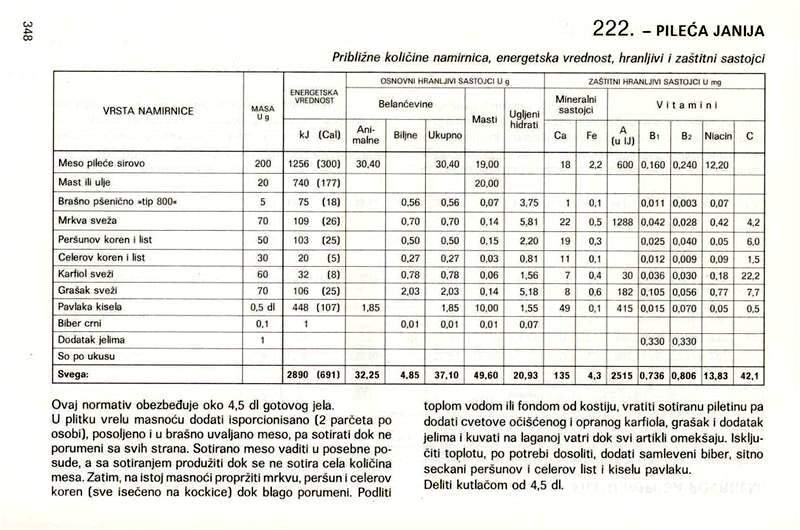 348
222. – PILEĆA JANIJA
Približne količine namirnica, energetska vrednost, hranljivi i zaštitni sastojci
VRSTA NAMIRNICE MASA U g ENERGETSKA VREDNOST OSNOVNI HRANLJIVI SASTOJCI U g ZAŠTITNI HRANLJIVI SASTOJCI U mg
Belančevine Masti Ugljeni hidrati Mineralni sastojci Vitamini
kJ (Cal) Ani-malne Biljne Ukupno Ca Fe A (u IJ) B1 B2 Niacin C
Meso pileće sirovo 200 1256 (300) 30,40 30,40 19,00 18 2,2 600 0,160 0,240 12,20
Mast ili ulje 20 740 (177) 20,00
Brašno pšenično »tip 800« 5 75 (18) 0,56 0,56 0,07 3,75 1 0,1 0,011 0,003 0,07
Mrkva sveža 70 109 (26) 0,70 0,70 0,14 5,81 22 0,5 1288 0,042 0,028 0,42 4,2
Peršunov koren i list 50 103 (25) 0,50 0,50 0,15 2,20 19 0,3 0,025 0,040 0,05 6,0
Celerov koren i list 30 20 (5) 0,27 0,27 0,03 0,81 11 0,1 0,012 0,009 0,09 1,5
Karfiol sveži 60 32 (8) 0,78 0,78 0,06 1,56 7 0,4 30 0,036 0,030 0,18 22,2
Grašak sveži 70 106 (25) 2,03 2,03 0,14 5,18 8 0,6 182 0,105 0,056 0,77 7,7
Pavlaka kisela 0,5 dl 448 (107) 1,85 1,85 10,00 1,55 49 0,1 415 0,015 0,070 0,05 0,5
Biber crni 0,1 1 0,01 0,01 0,01 0,07
Dodatak jelima 1 0,330 0,330
So po ukusu
Svega: 2890 (691) 32,25 4,85 37,10 49,60 20,93 135 4,3 2515 0,736 0,806 13,83 42,1
Ovaj normativ obezbeđuje oko 4,5 dl gotovog jela.
U plitku vrelu masnoću dodati isporcionisano (2 parčeta po
osobi), posoljeno i u brašno uvaljano meso, pa sotirati dok ne
porumeni sa svih strana. Sotirano meso vaditi u posebne po-
sude, a sa sotiranjem produžiti dok se ne sotira cela količina
mesa. Zatim, na istoj masnoći propržiti mrkvu, peršun i celerov
koren (sve isečeno na kockice) dok blago porumeni. Podliti
toplom vodom ili fondom od kostiju, vratiti sotiranu piletinu pa
dodati cvetove očišćenog i opranog karfiola, grašak i dodatak
jelima i kuvati na laganoj vatri dok svi artikli omekšaju. Isklju-
čiti toplotu, po potrebi dosoliti, dodati samleveni biber, sitno
seckani peršunov i celerov list i kiselu pavlaku.
Deliti kutlačom od 4,5 dl.